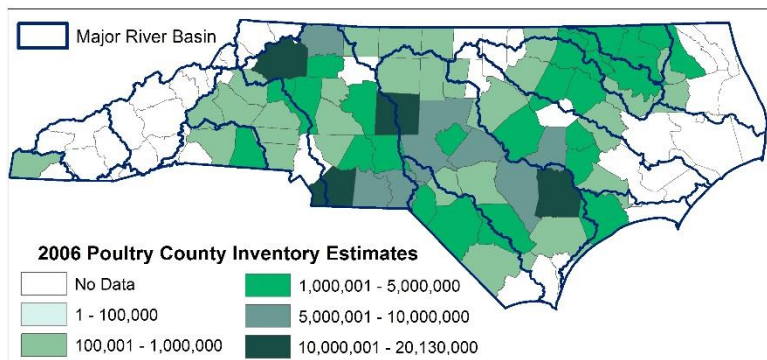 Major River Basin
2006 Poultry County Inventory Estimates
No Data
1 - 100,000
100,001 - 1,000,000
1,000,001 - 5,000,000
5,000,001 - 10,000,000
10,000,001 - 20,130,000